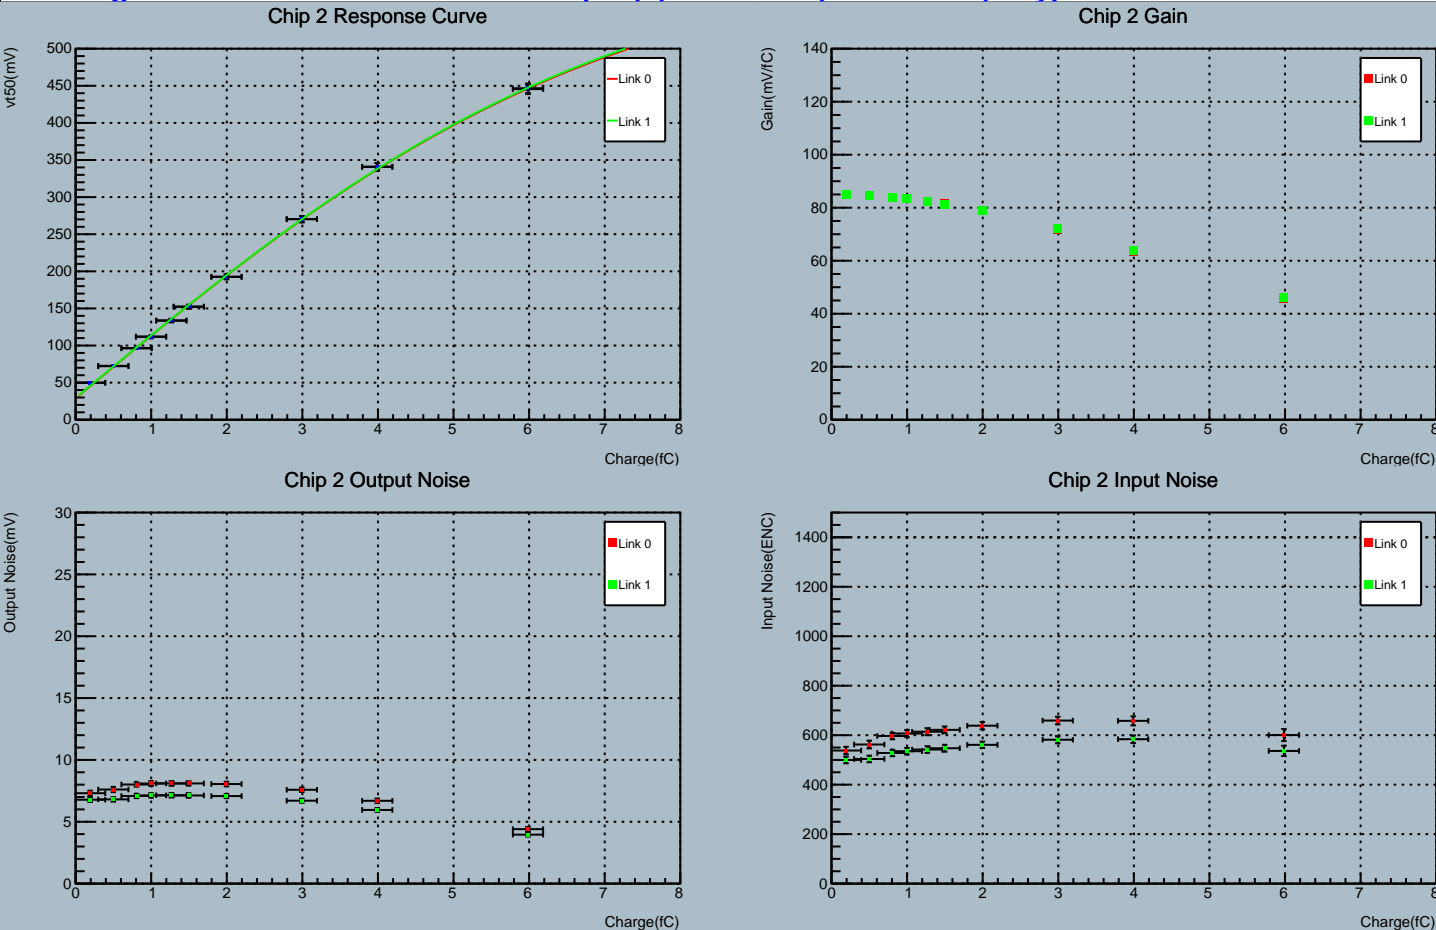 Chip 2 Response Curve
vt50(mV)
500
450
400
350
300
250
200
150
100
50
0
0 1 2 3 4 5 6 7 8
Charge(fC)
Link 0
Link 1
Chip 2 Gain
Gain(mV/fC)
140
120
100
80
60
40
20
0
0 1 2 3 4 5 6 7 8
Charge(fC)
Link 0
Link 1
Chip 2 Output Noise
Output Noise(mV)
30
25
20
15
10
5
0
0 1 2 3 4 5 6 7 8
Charge(fC)
Link 0
Link 1
Chip 2 Input Noise
Input Noise(ENC)
1400
1200
1000
800
600
400
200
0
0 1 2 3 4 5 6 7 8
Charge(fC)
Link 0
Link 1